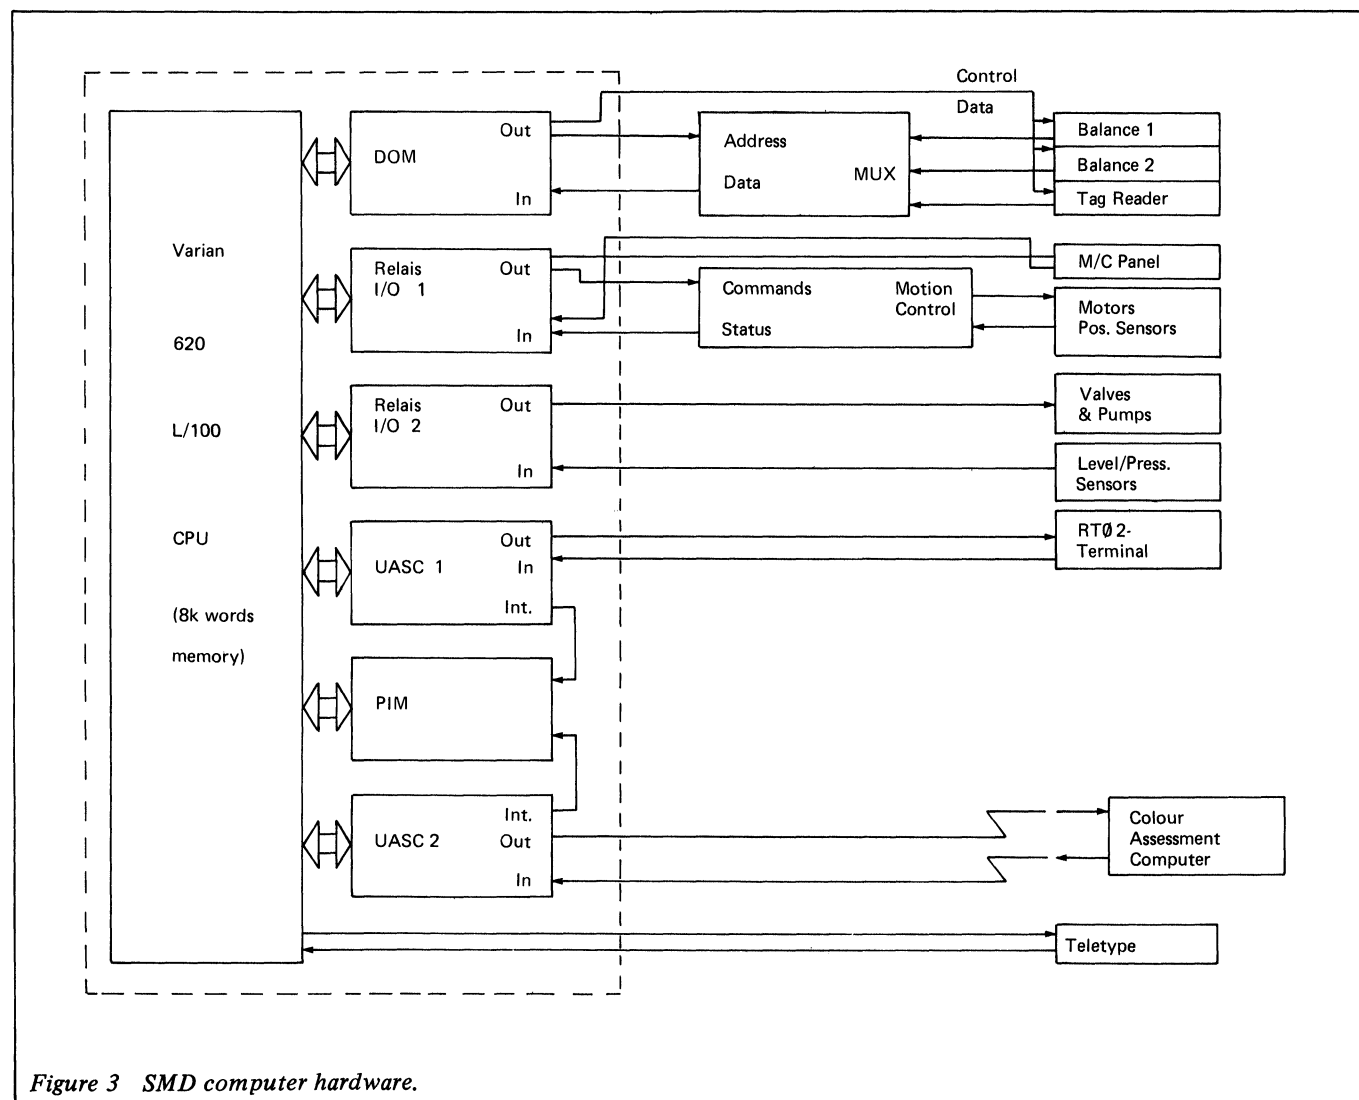 Control
Data
Varian
620
L/100
CPU
(8k words
memory)
DOM
Out
In
Address
Data
MUX
Balance 1
Balance 2
Tag Reader
Relais
I/O 1
Out
In
Commands
Status
Motion
Control
M/C Panel
Motors
Pos. Sensors
Relais
I/O 2
Out
In
Valves
& Pumps
Level/Press.
Sensors
UASC 1
Out
In
Int.
RTØ2-
Terminal
PIM
UASC 2
Int.
Out
In
Colour
Assessment
Computer
Teletype
Figure 3 SMD computer hardware.